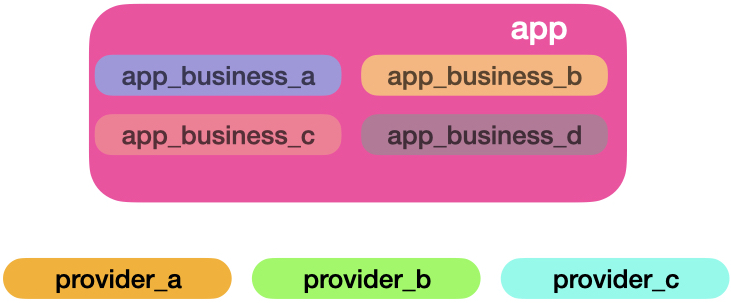 app
app_business_a app_business_b
app_business_c app_business_d
provider_a provider_b provider_c